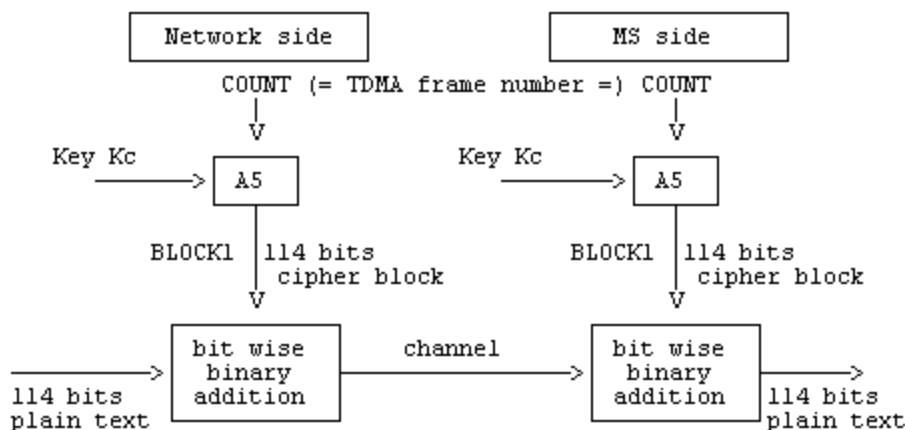 Network side
MS side
COUNT (= TDMA frame number =) COUNT
Key Kc
A5
Key Kc
A5
BLOCK1
114 bits
cipher block
BLOCK1
114 bits
cipher block
114 bits
plain text
bit wise
binary
addition
channel
bit wise
binary
addition
114 bits
plain text